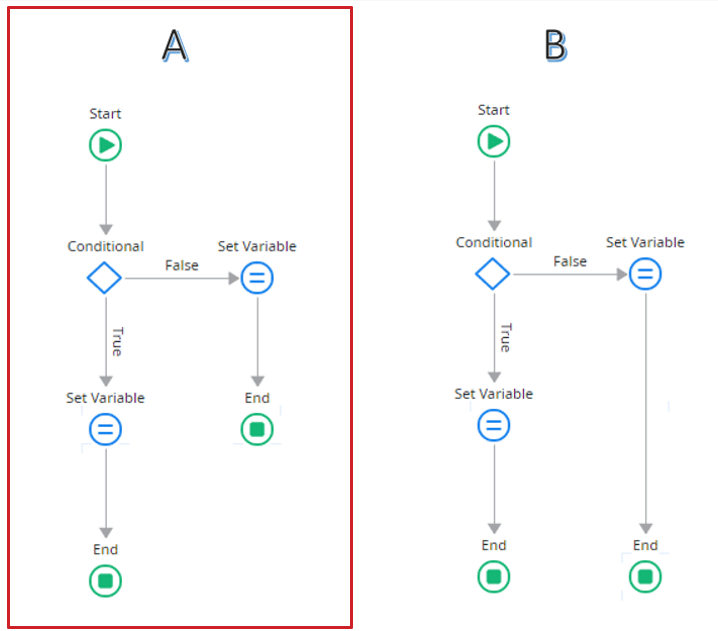 A
Start
Conditional
Set Variable
False
True
Set Variable
End
End
B
Start
Conditional
Set Variable
False
True
Set Variable
End
End